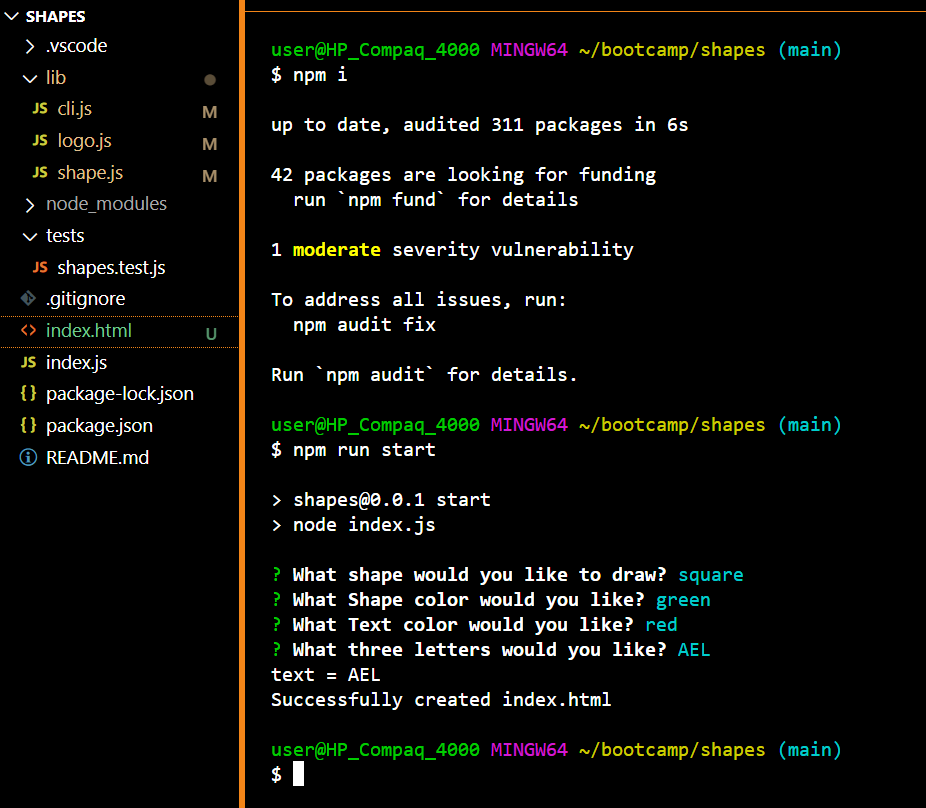 SHAPES
.vscode
lib
JS cli.js M
JS logo.js M
JS shape.js M
node_modules
tests
JS shapes.test.js
.gitignore
<> index.html U
JS index.js
{} package-lock.json
{} package.json
README.md
user@HP_Compaq_4000 MINGW64 ~/bootcamp/shapes (main)
$ npm i
up to date, audited 311 packages in 6s
42 packages are looking for funding
  run `npm fund` for details
1 moderate severity vulnerability
To address all issues, run:
  npm audit fix
Run `npm audit` for details.
user@HP_Compaq_4000 MINGW64 ~/bootcamp/shapes (main)
$ npm run start
> shapes@0.0.1 start
> node index.js
? What shape would you like to draw? square
? What Shape color would you like? green
? What Text color would you like? red
? What three letters would you like? AEL
text = AEL
Successfully created index.html
user@HP_Compaq_4000 MINGW64 ~/bootcamp/shapes (main)
$